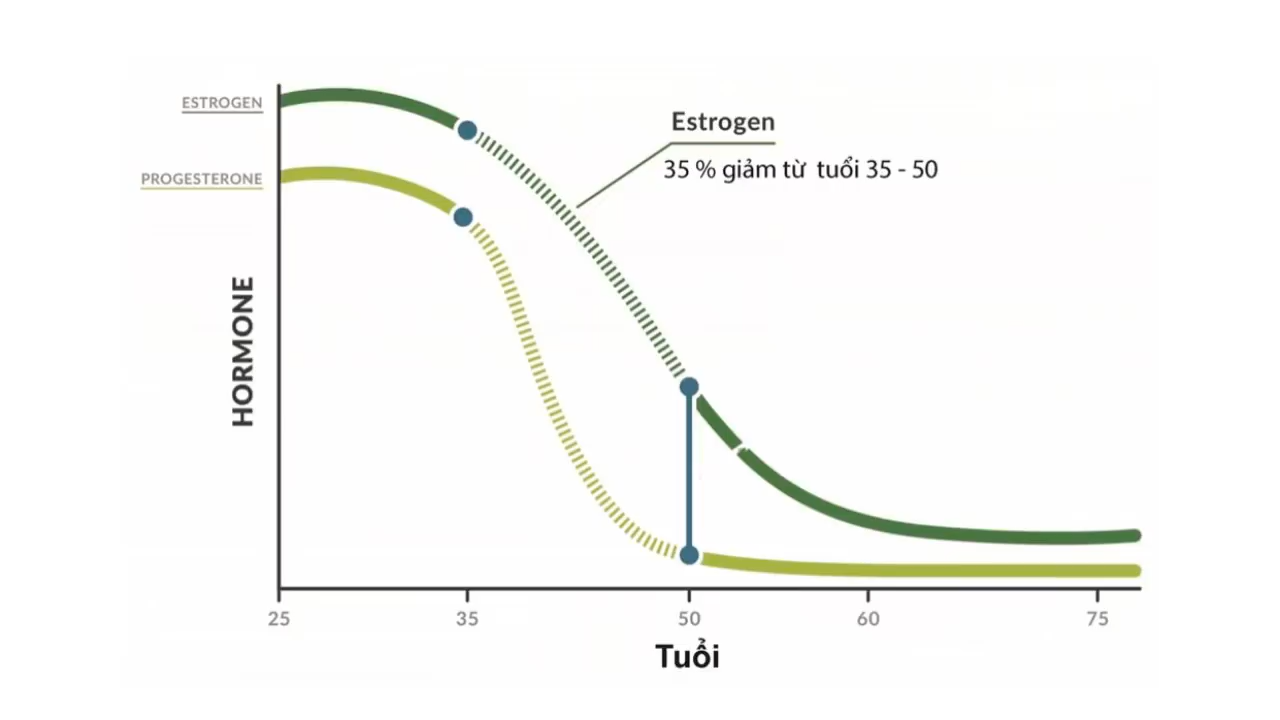 ESTROGEN
Estrogen
35 % giảm từ tuổi 35 - 50
PROGESTERONE
HORMONE
25 35 50 60 75
Tuổi